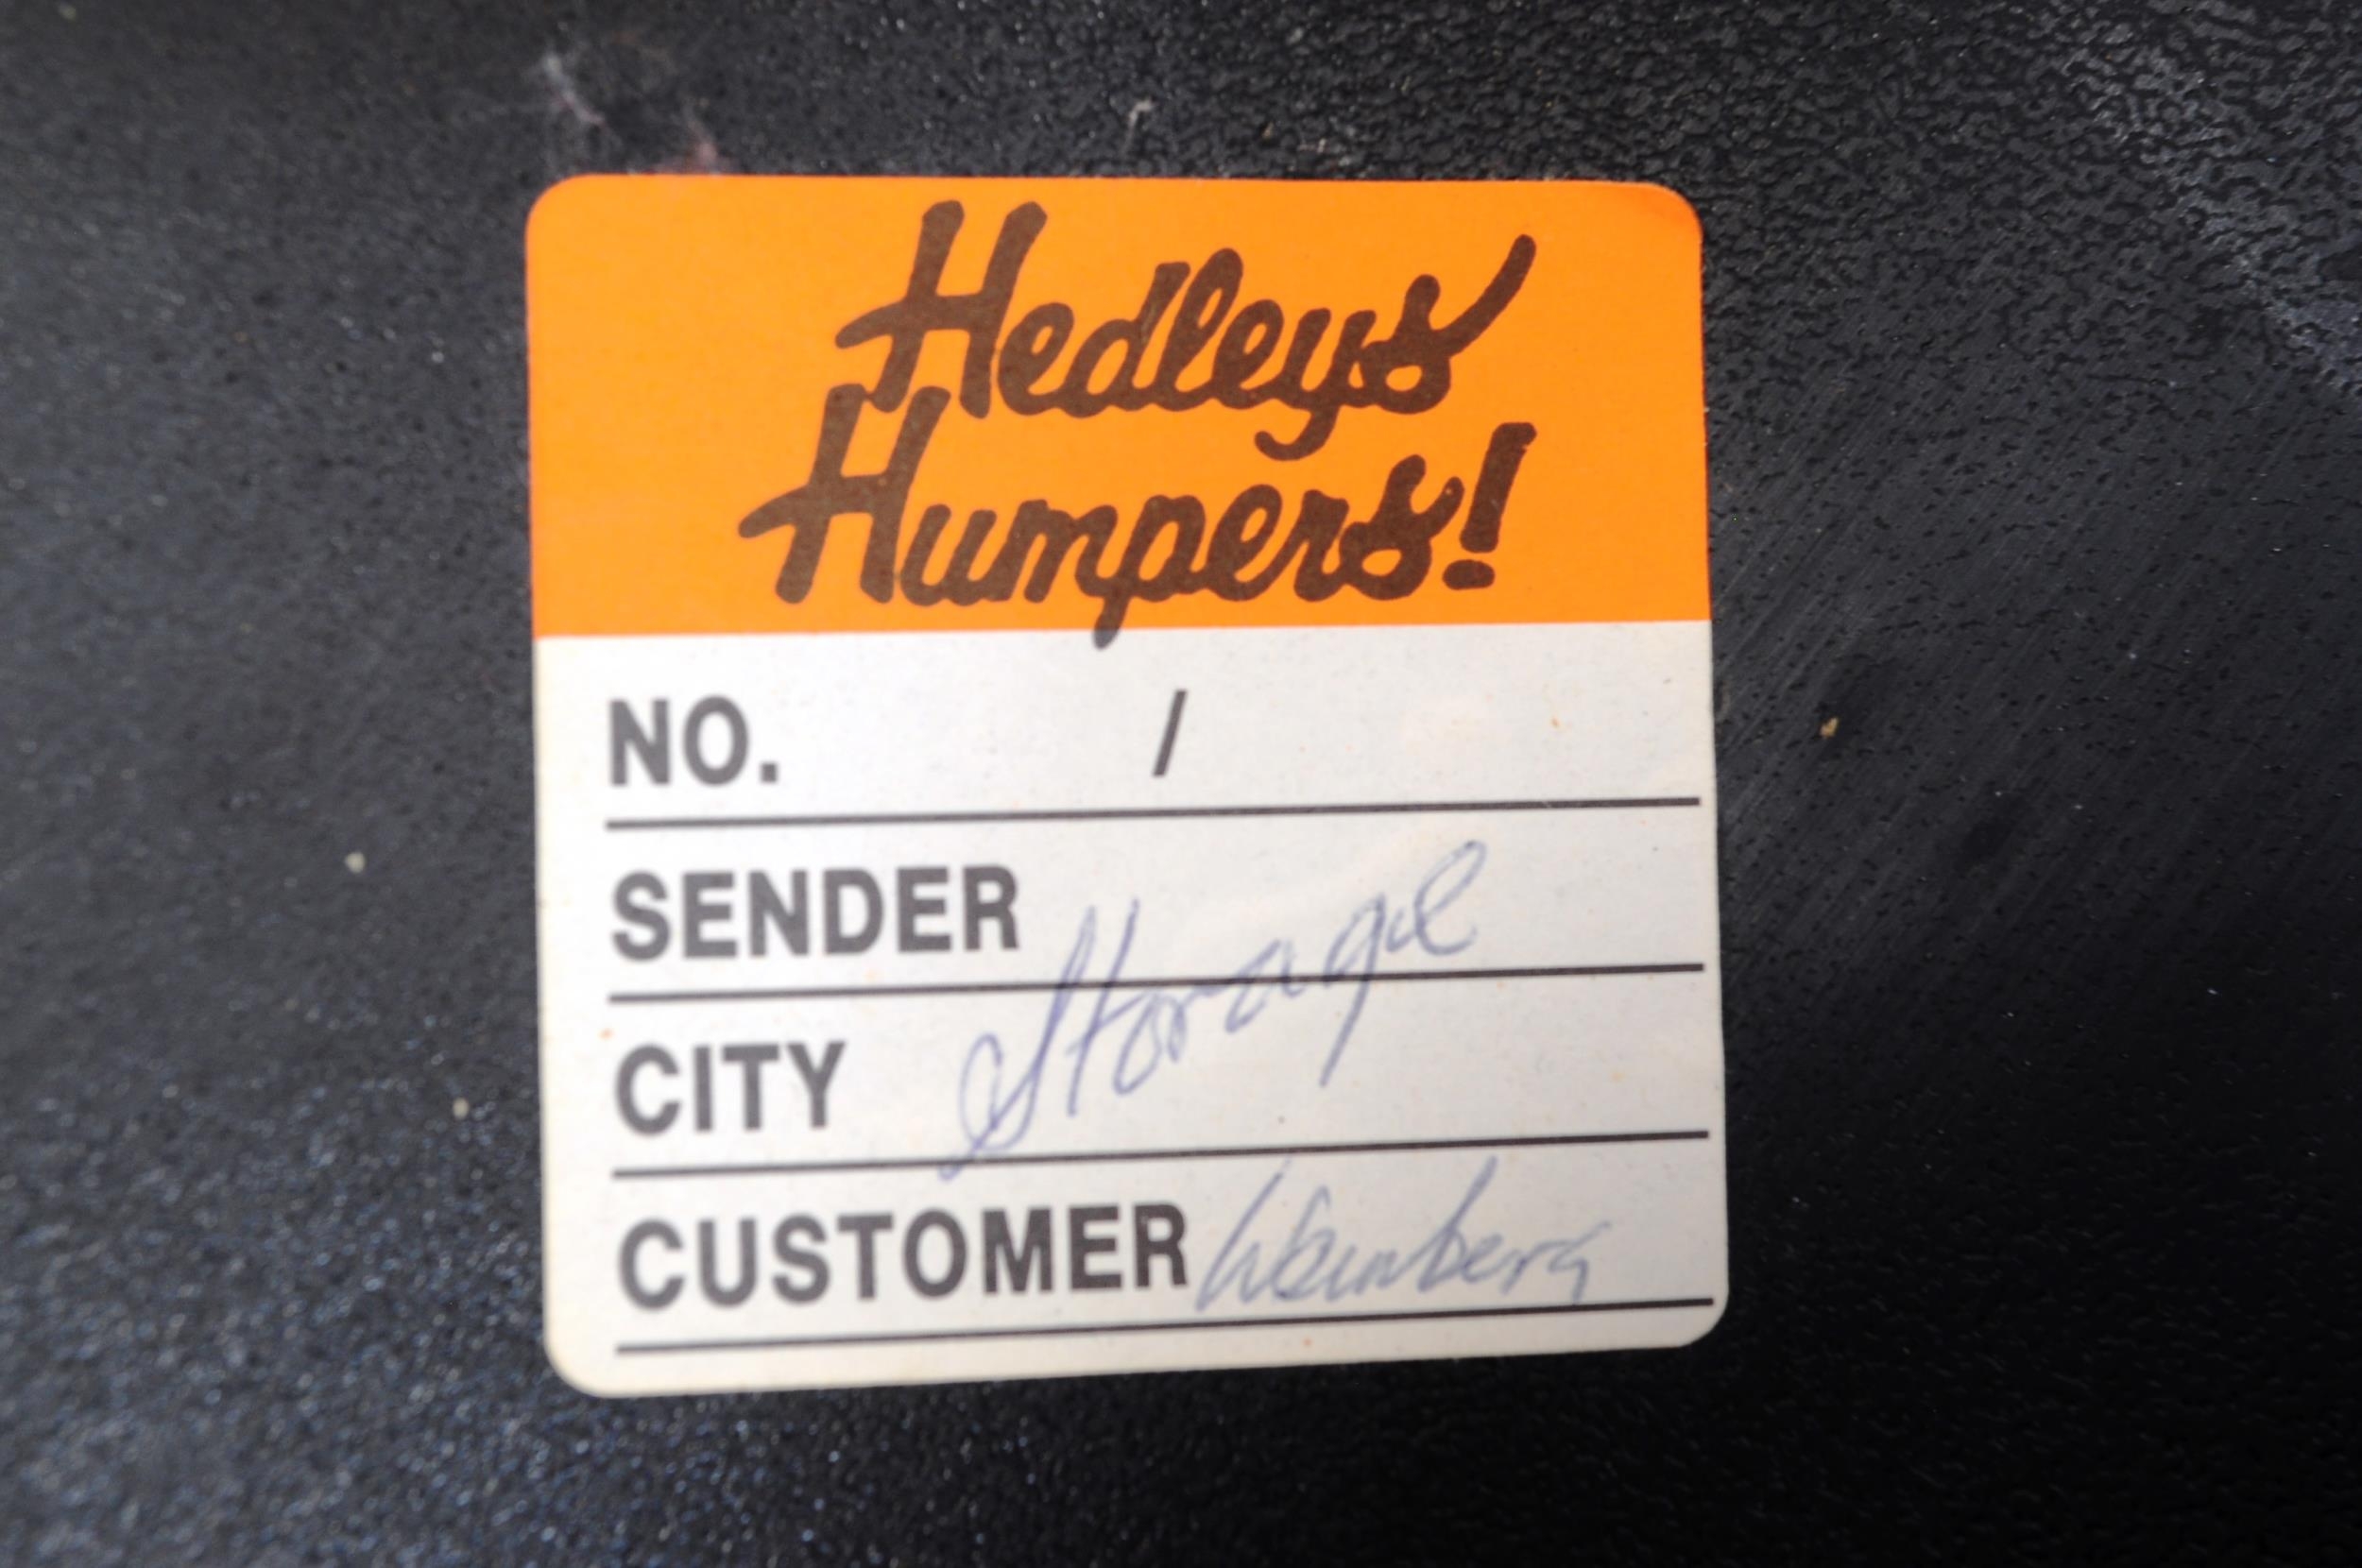 Hedleys
Humpers!
NO. /
SENDER
Storage
CITY
CUSTOMER Weinberg